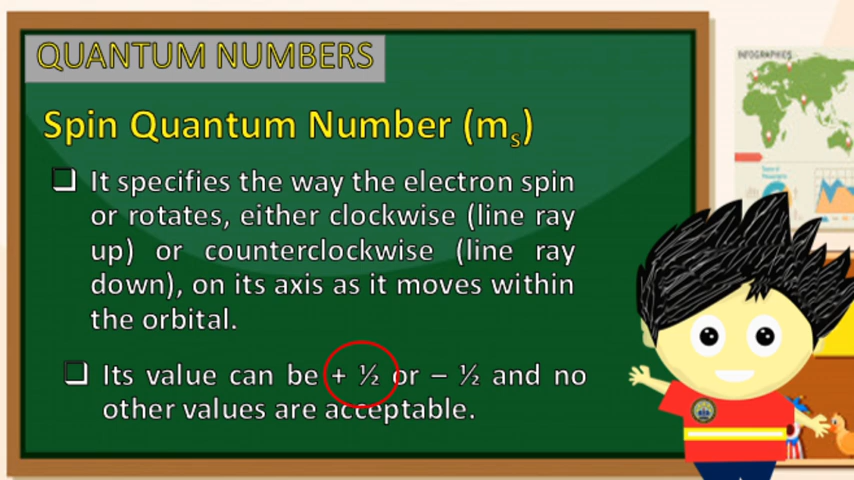 QUANTUM NUMBERS
INFOGRAPHICS
Spin Quantum Number (mₛ)
❑ It specifies the way the electron spin
or rotates, either clockwise (line ray
up) or counterclockwise (line ray
down), on its axis as it moves within
the orbital.
❑ Its value can be + ½ or – ½ and no
other values are acceptable.